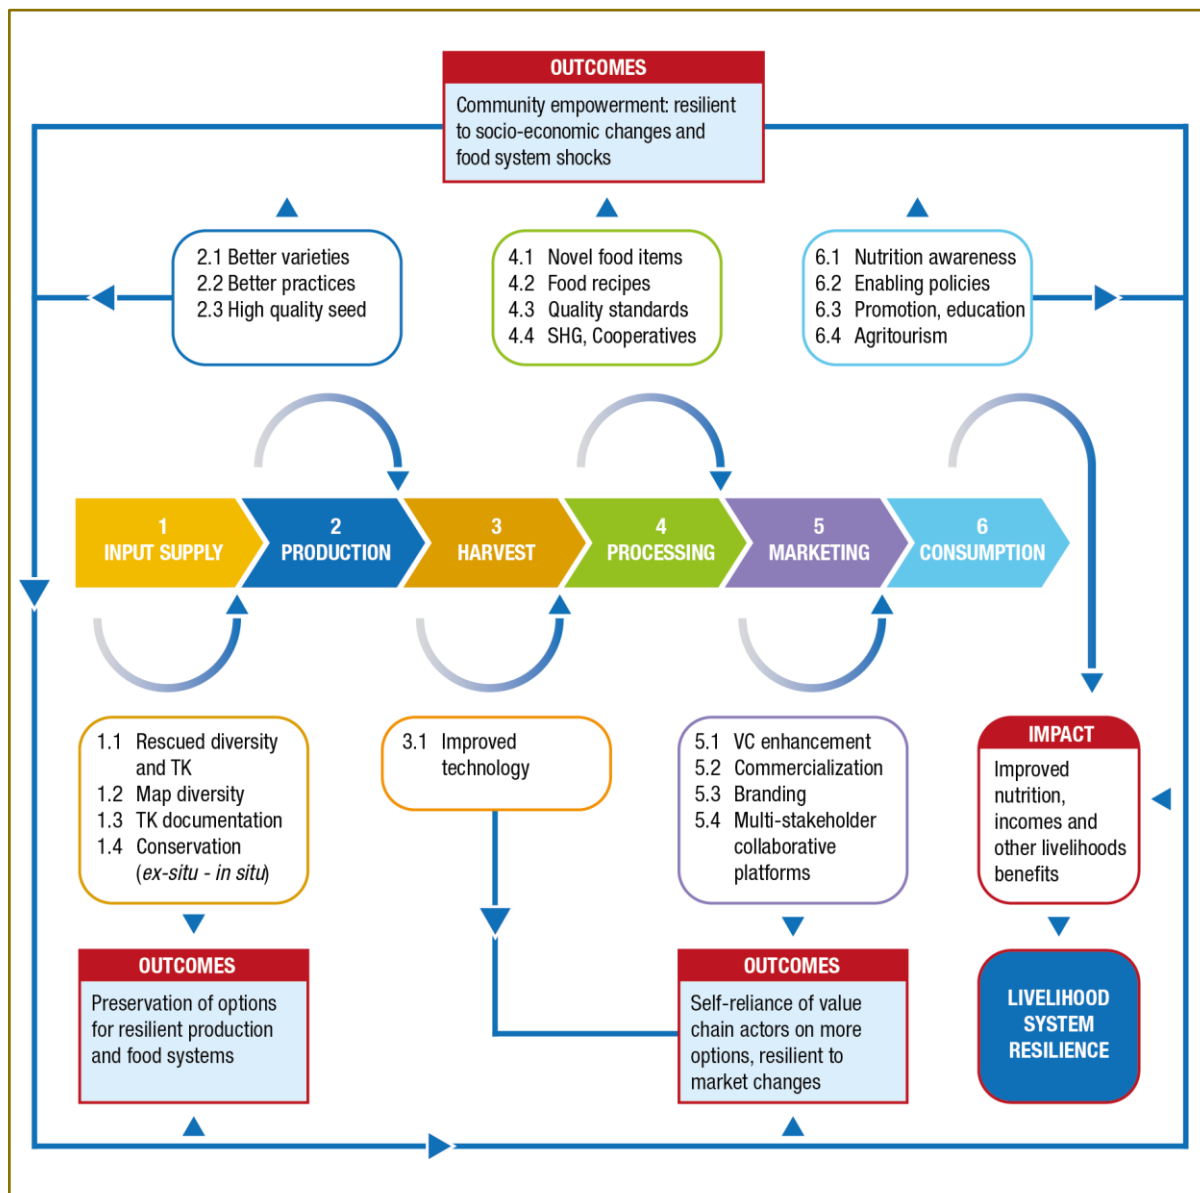 OUTCOMES
Community empowerment: resilient
to socio-economic changes and
food system shocks
2.1 Better varieties
2.2 Better practices
2.3 High quality seed
4.1 Novel food items
4.2 Food recipes
4.3 Quality standards
4.4 SHG, Cooperatives
6.1 Nutrition awareness
6.2 Enabling policies
6.3 Promotion, education
6.4 Agritourism
1
INPUT SUPPLY
2
PRODUCTION
3
HARVEST
4
PROCESSING
5
MARKETING
6
CONSUMPTION
1.1 Rescued diversity
and TK
1.2 Map diversity
1.3 TK documentation
1.4 Conservation
(ex-situ - in situ)
3.1 Improved
technology
5.1 VC enhancement
5.2 Commercialization
5.3 Branding
5.4 Multi-stakeholder
collaborative
platforms
IMPACT
Improved
nutrition,
incomes and
other livelihoods
benefits
OUTCOMES
Preservation of options
for resilient production
and food systems
OUTCOMES
Self-reliance of value
chain actors on more
options, resilient to
market changes
LIVELIHOOD
SYSTEM
RESILIENCE